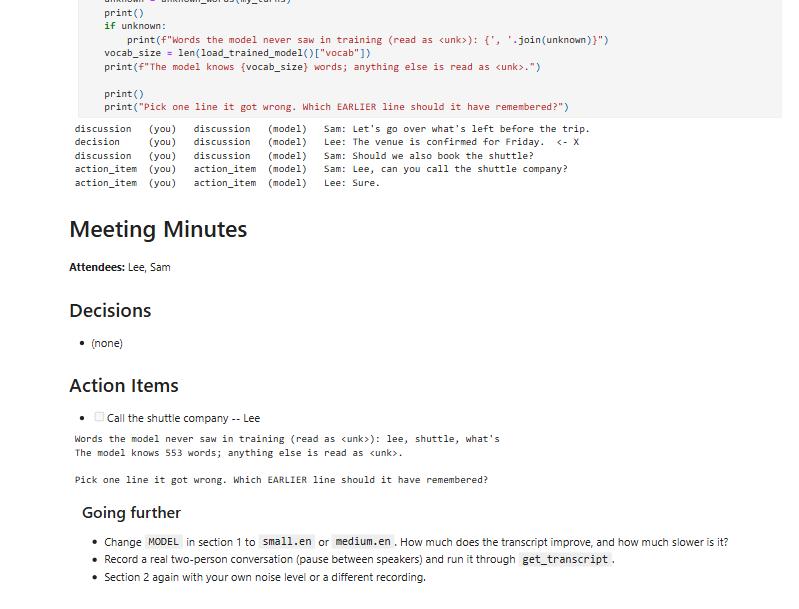 unknown = unknown_words(my_turns)
print()
if unknown:
print(f"Words the model never saw in training (read as <unk>): {', '.join(unknown)}")
vocab_size = len(load_trained_model()["vocab"])
print(f"The model knows {vocab_size} words; anything else is read as <unk>.")
print()
print("Pick one line it got wrong. Which EARLIER line should it have remembered?")
discussion (you) discussion (model) Sam: Let's go over what's left before the trip.
decision (you) discussion (model) Lee: The venue is confirmed for Friday. <- X
discussion (you) discussion (model) Sam: Should we also book the shuttle?
action_item (you) action_item (model) Sam: Lee, can you call the shuttle company?
action_item (you) action_item (model) Lee: Sure.
Meeting Minutes
Attendees: Lee, Sam
Decisions
• (none)
Action Items
• Call the shuttle company -- Lee
Words the model never saw in training (read as <unk>): lee, shuttle, what's
The model knows 553 words; anything else is read as <unk>.
Pick one line it got wrong. Which EARLIER line should it have remembered?
Going further
• Change MODEL in section 1 to small.en or medium.en. How much does the transcript improve, and how much slower is it?
• Record a real two-person conversation (pause between speakers) and run it through get_transcript.
• Section 2 again with your own noise level or a different recording.